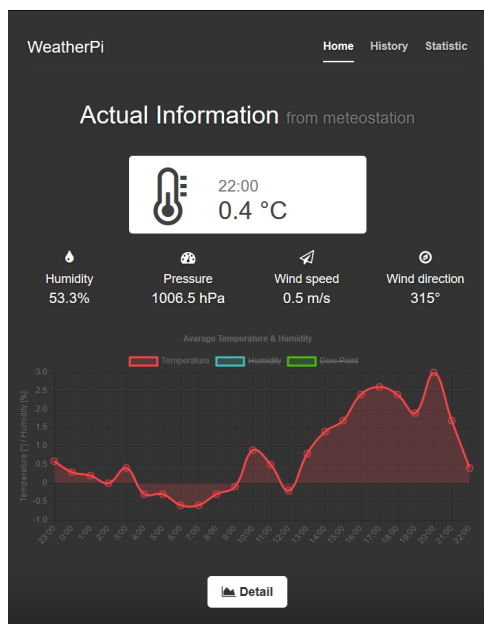 WeatherPi
Home History Statistic
Actual Information from meteostation
22:00
0.4 °C
Humidity Pressure Wind speed Wind direction
53.3% 1006.5 hPa 0.5 m/s 315°
Avarage Temperature & Humidity
Temperature Humidity Dow Point
Temperature [°] / Humidity [%]
3.0
2.5
2.0
1.5
1.0
0.5
0
-0.5
-1.0
23:00 0:00 1:00 2:00 3:00 4:00 5:00 6:00 7:00 8:00 9:00 10:00 11:00 12:00 13:00 14:00 15:00 16:00 17:00 18:00 19:00 20:00 21:00 22:00
Detail